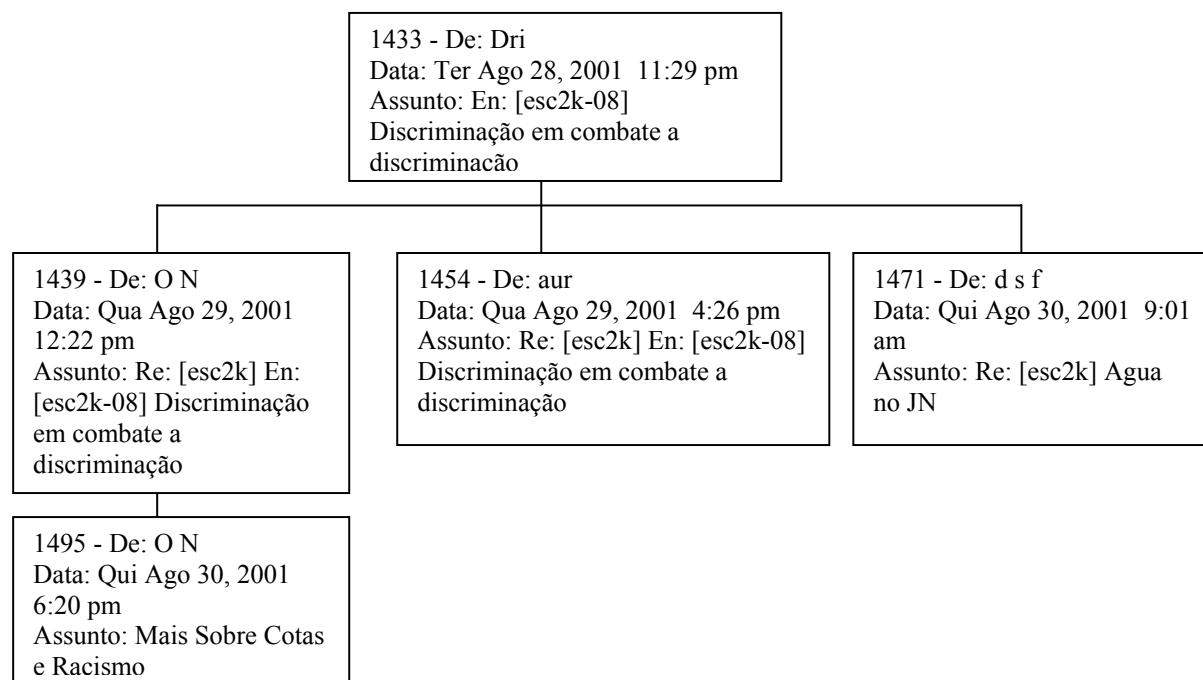 1433 - De: Dri
Data: Ter Ago 28, 2001  11:29 pm
Assunto: En: [esc2k-08]
Discriminação em combate a
discriminacão
1439 - De: O N
Data: Qua Ago 29, 2001
12:22 pm
Assunto: Re: [esc2k] En:
[esc2k-08] Discriminação
em combate a
discriminação
1454 - De: aur
Data: Qua Ago 29, 2001  4:26 pm
Assunto: Re: [esc2k] En: [esc2k-08]
Discriminação em combate a
discriminação
1471 - De: d s f
Data: Qui Ago 30, 2001  9:01
am
Assunto: Re: [esc2k] Agua
no JN
1495 - De: O N
Data: Qui Ago 30, 2001
6:20 pm
Assunto: Mais Sobre Cotas
e Racismo